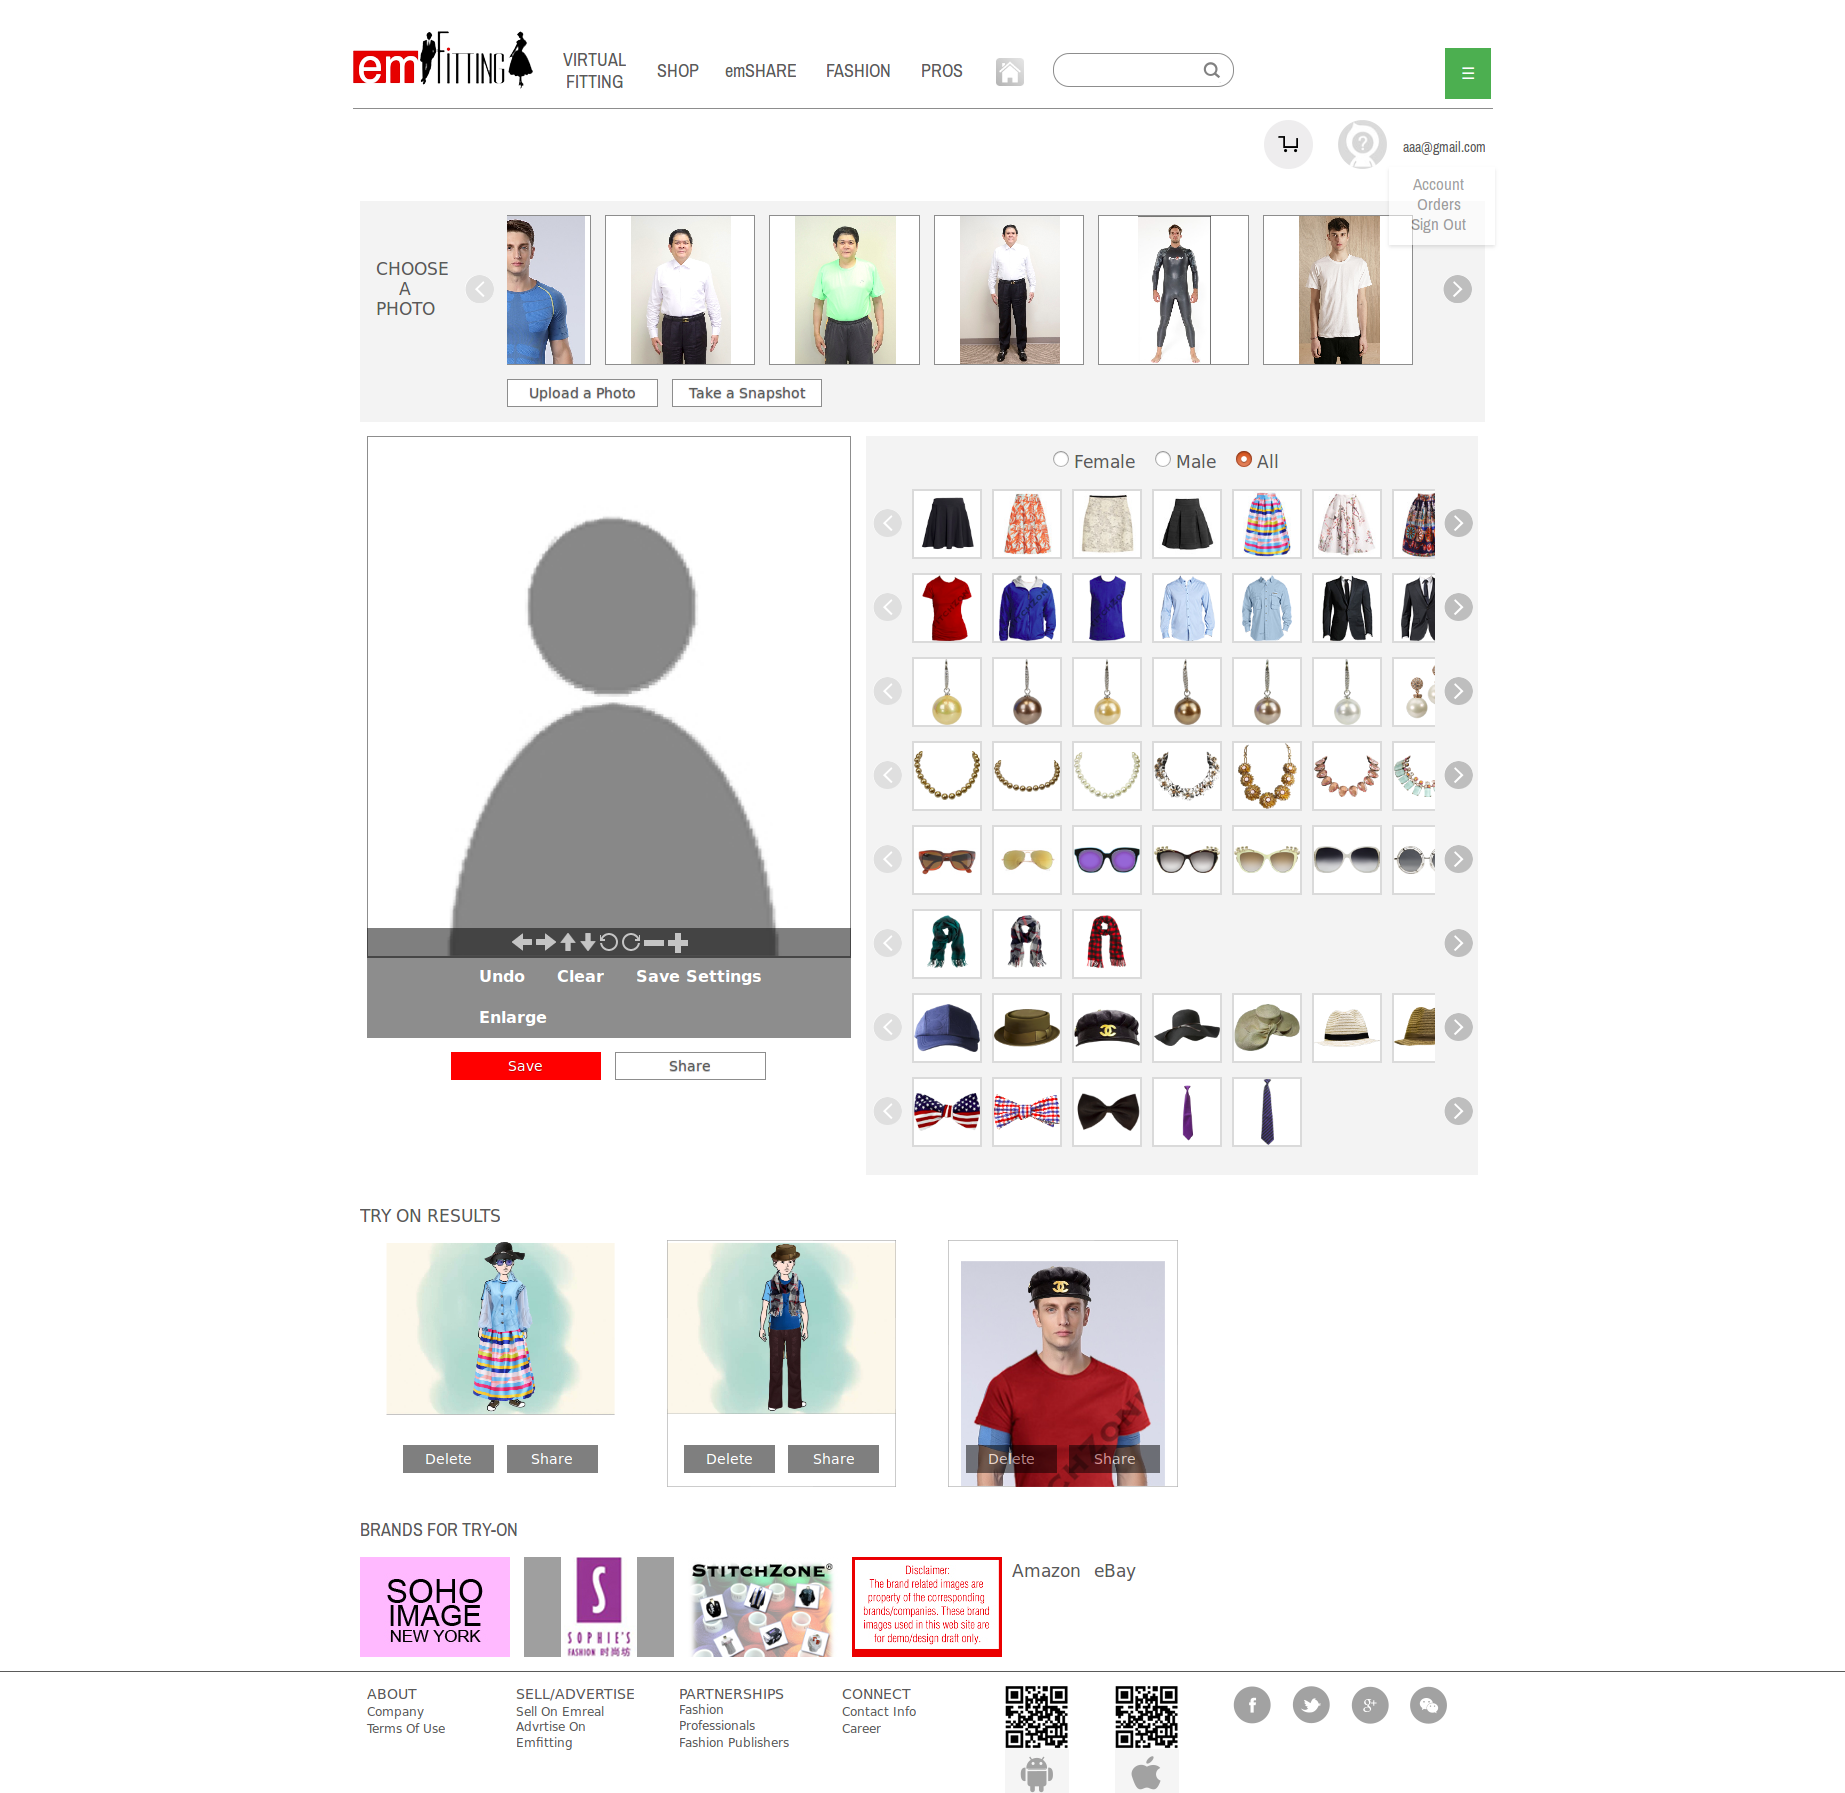 em FITTING
VIRTUAL
FITTING
SHOP
emSHARE
FASHION
PROS
☰
aaa@gmail.com
Account
Orders
Sign Out
CHOOSE
A
PHOTO
Upload a Photo
Take a Snapshot
Female
Male
All
Undo
Clear
Save Settings
Enlarge
Save
Share
TRY ON RESULTS
Delete
Share
Delete
Share
Delete
Share
BRANDS FOR TRY-ON
SOHO
IMAGE
NEW YORK
S
SOPHIE'S
FASHION 时尚坊
STITCHZONE®
Disclaimer:
The brand related images are
property of the corresponding
brands/companies. These brand
images used in this web site are
for demo/design draft only.
Amazon
eBay
ABOUT
Company
Terms Of Use
SELL/ADVERTISE
Sell On Emreal
Advrtise On
Emfitting
PARTNERSHIPS
Fashion
Professionals
Fashion Publishers
CONNECT
Contact Info
Career